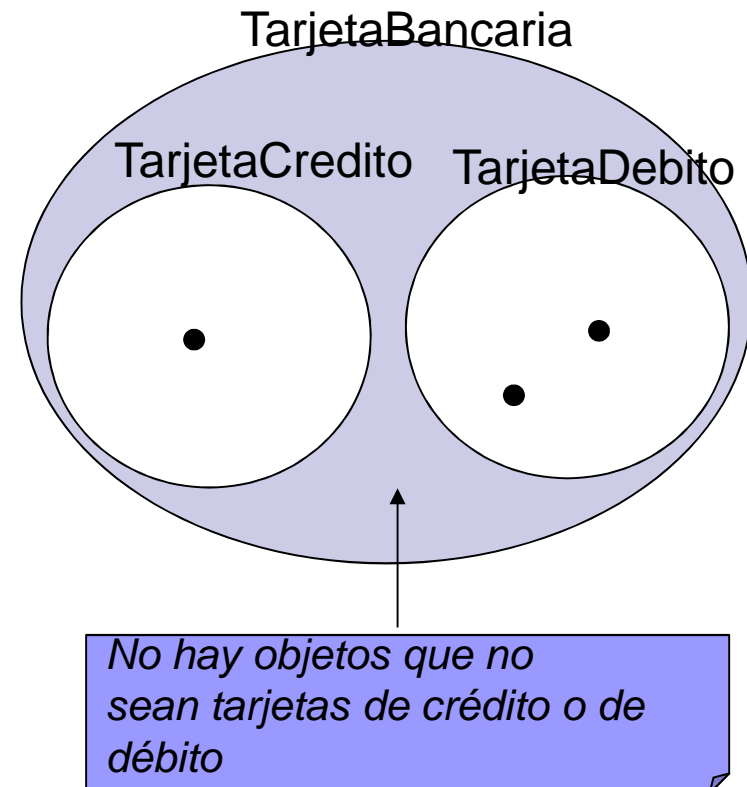 TarjetaBancaria
TarjetaCredito
TarjetaDebito
No hay objetos que no
sean tarjetas de crédito o de
débito